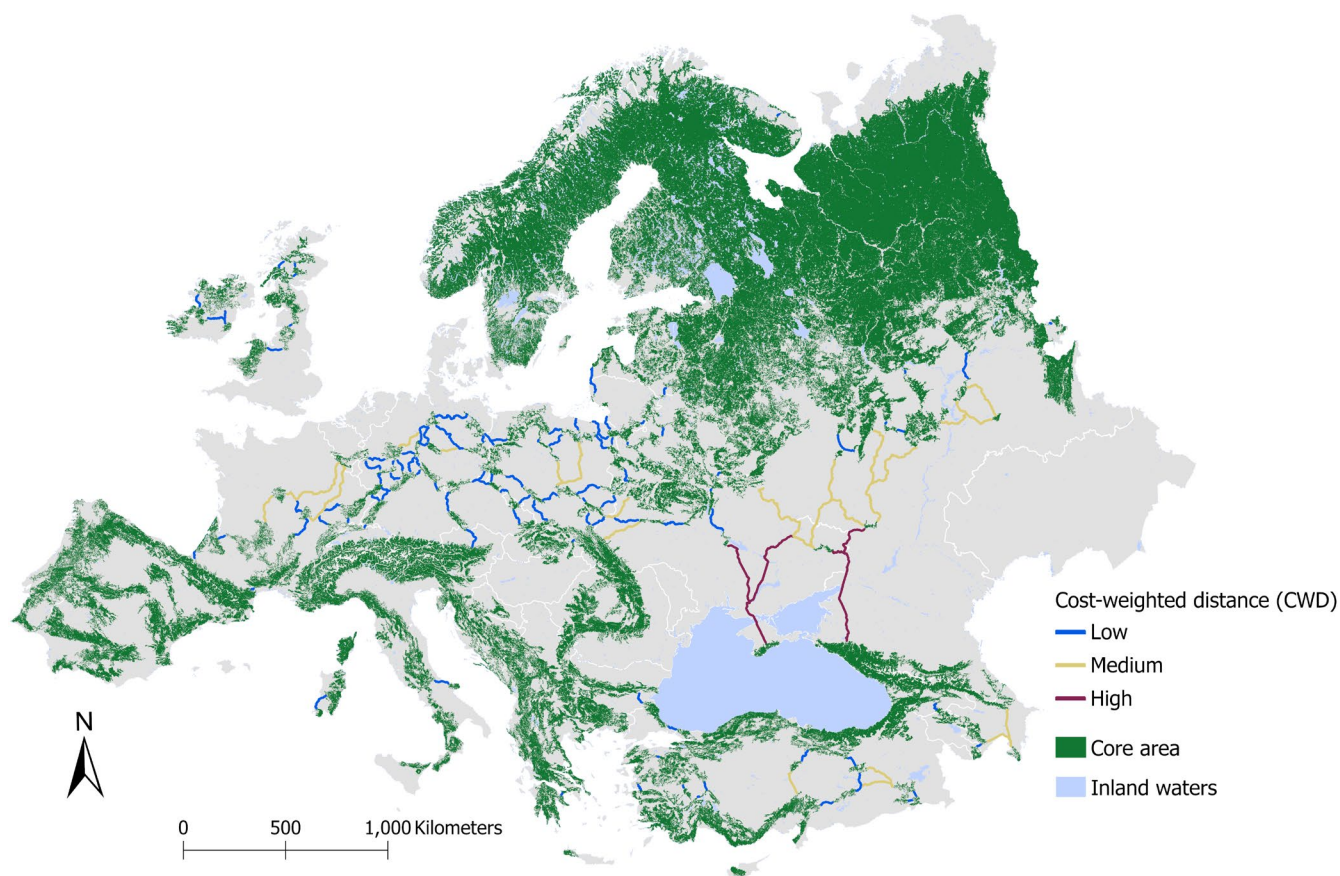 Cost-weighted distance (CWD)
Low
Medium
High
Core area
Inland waters
N
0 500 1,000 Kilometers